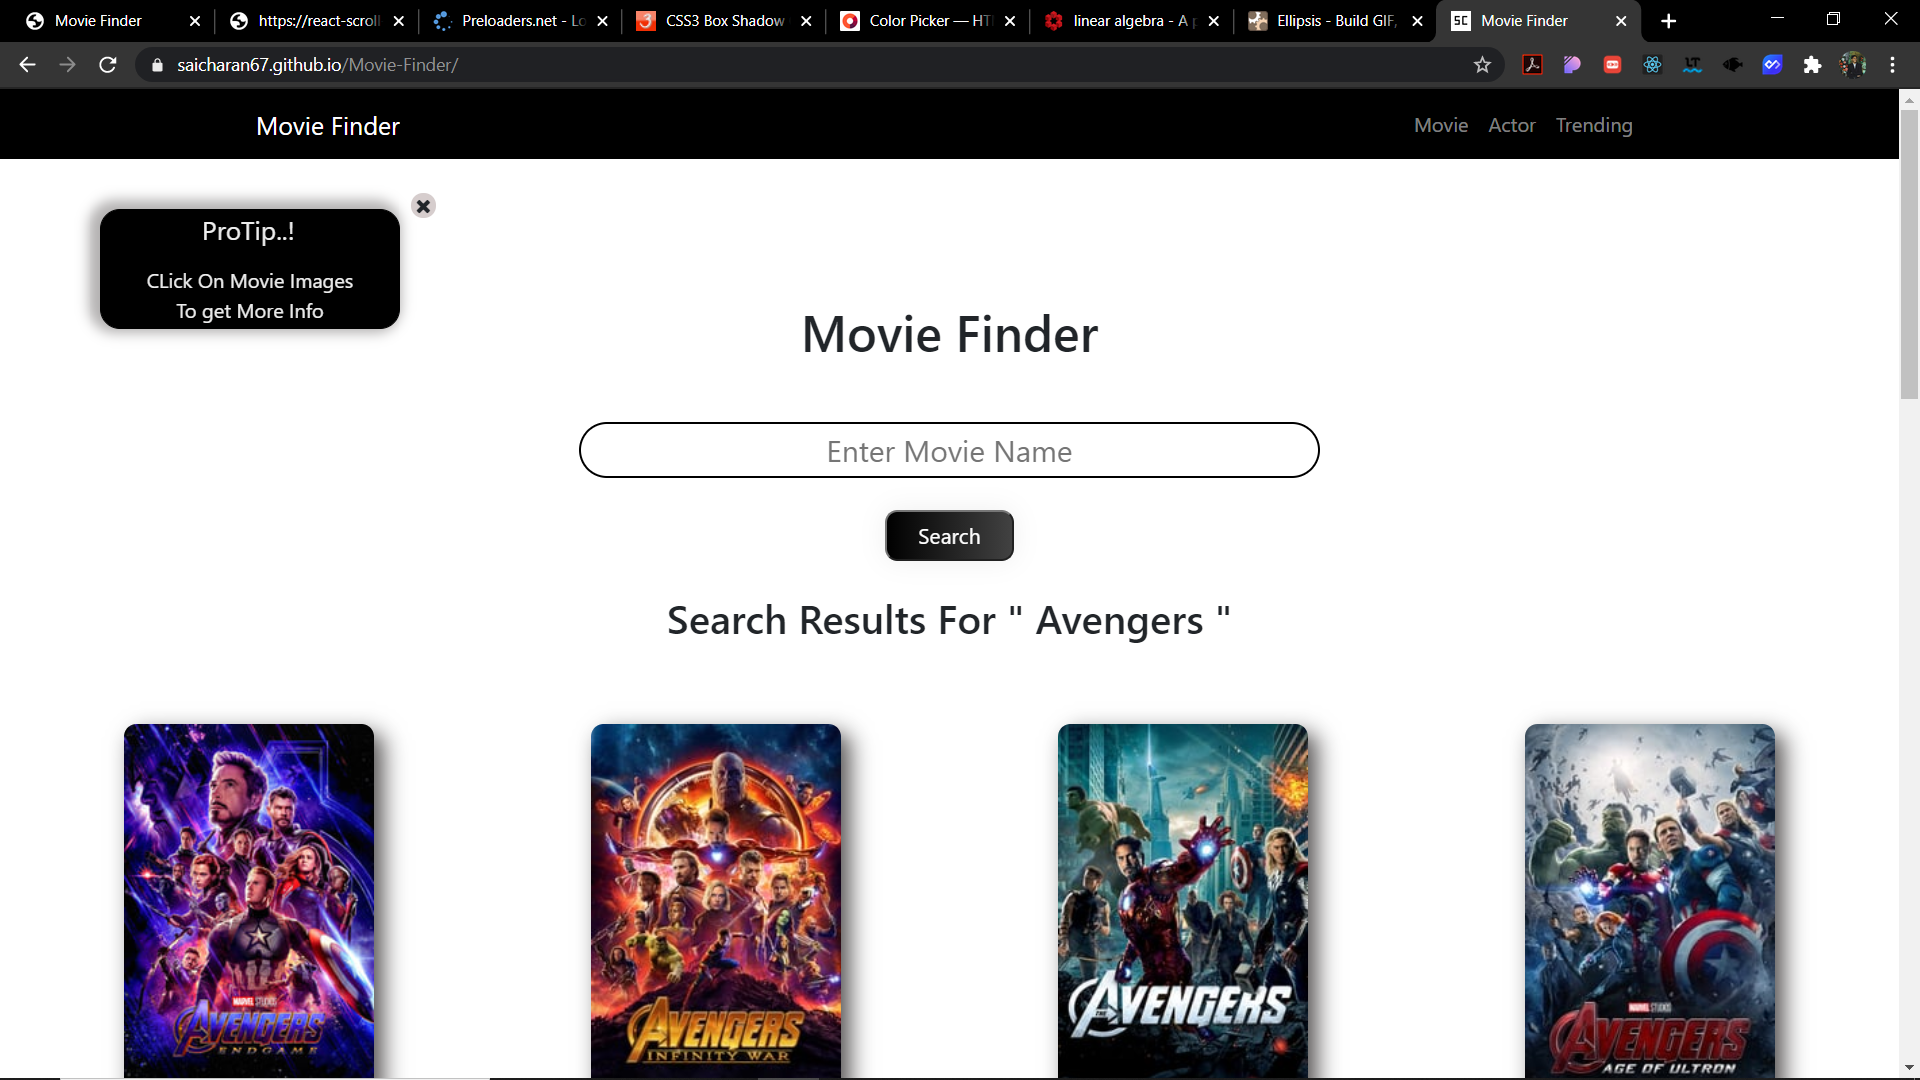 Movie Finder
https://react-scroll
Preloaders.net - Lo
CSS3 Box Shadow
Color Picker — HT
linear algebra - A p
Ellipsis - Build GIF,
Movie Finder
saicharan67.github.io/Movie-Finder/
Movie Finder
Movie Actor Trending
ProTip..!
CLick On Movie Images
To get More Info
Movie Finder
Enter Movie Name
Search
Search Results For " Avengers "
MARVEL STUDIOS
AVENGERS
ENDGAME
AVENGERS
INFINITY WAR
THE AVENGERS
MARVEL STUDIOS
AVENGERS
AGE OF ULTRON